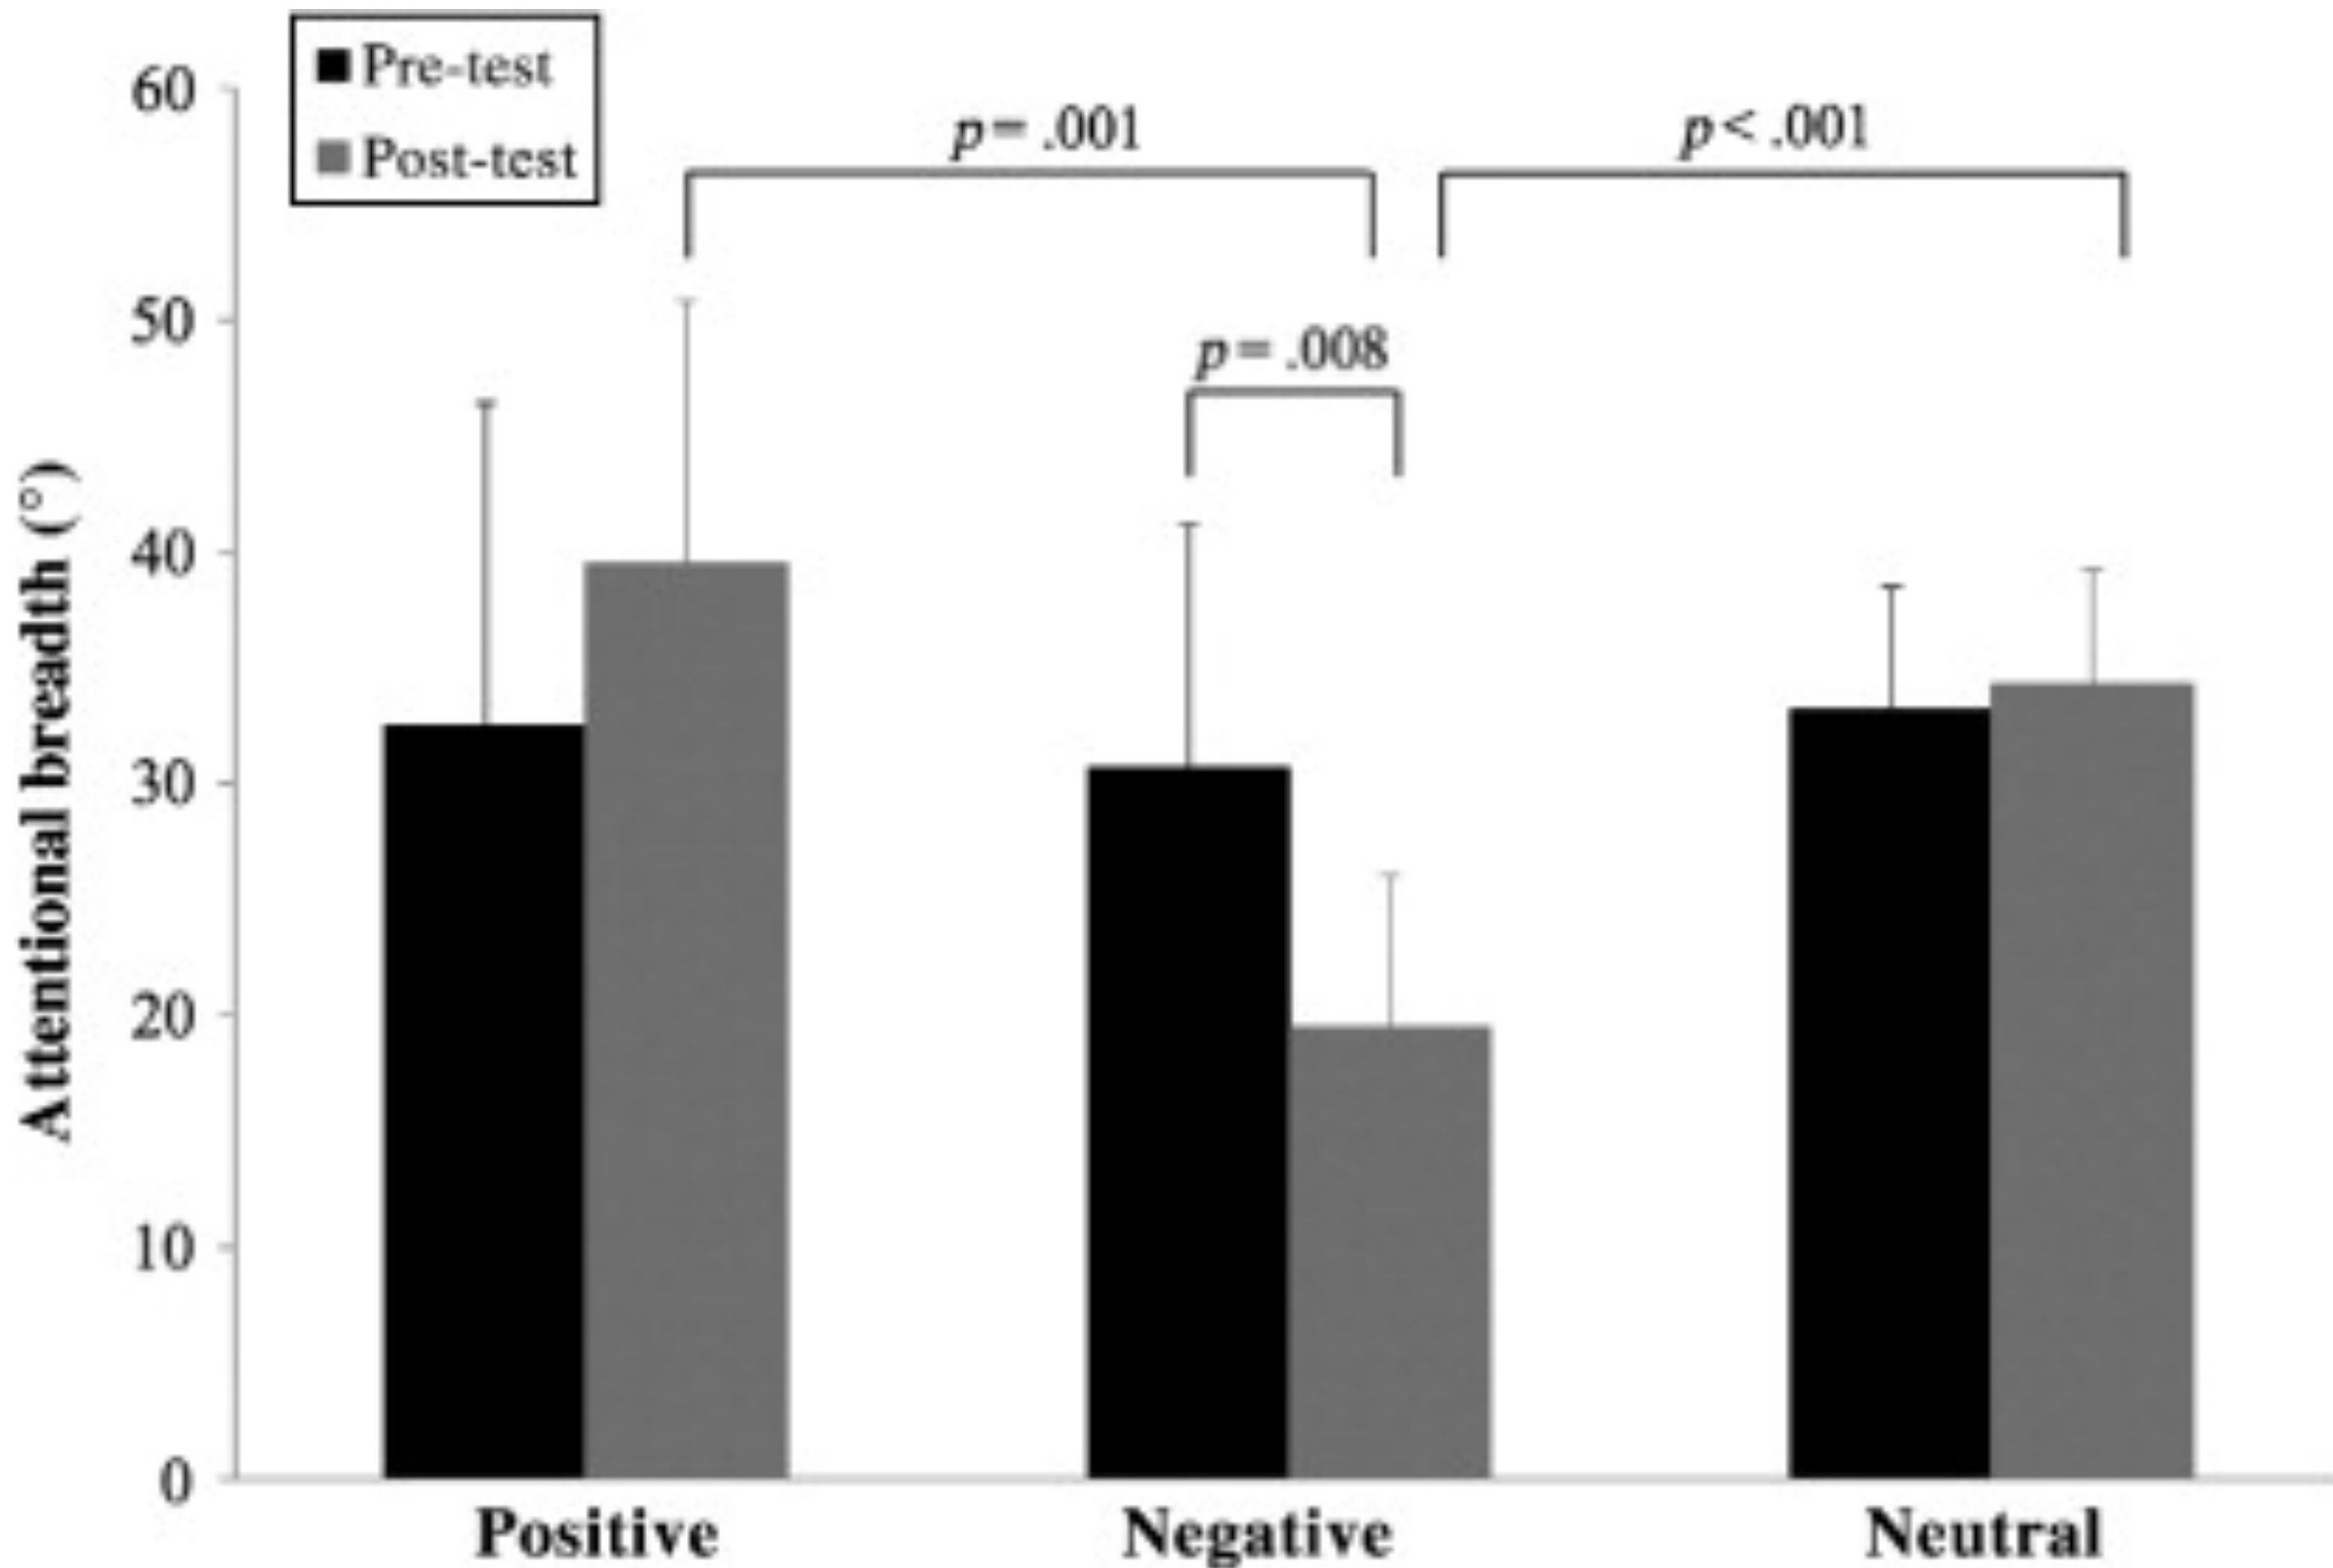 Pre-test
Post-test
60
50
40
30
20
10
0
Attentional breadth (°)
p = .001
p < .001
p = .008
Positive
Negative
Neutral